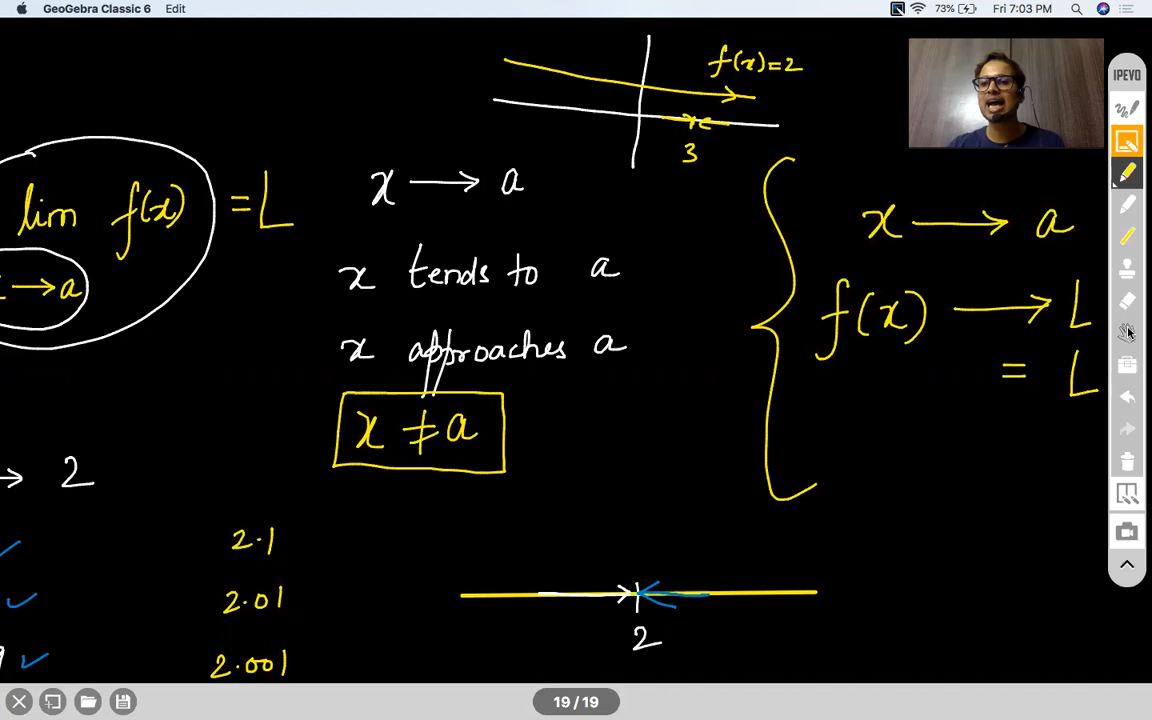 GeoGebra Classic 6 Edit 73% Fri 7:03 PM
IPEVO
f(x)=2
3
lim f(x) = L
x → a
x → a
x tends to a
x approaches a
x ≠ a
x → a
f(x) → L
= L
→ 2
2.1
2.01
2.001
2
19 / 19